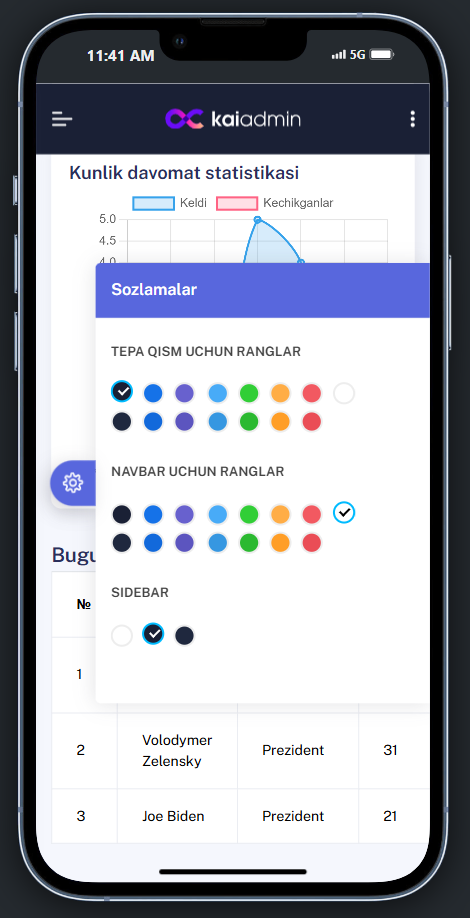 11:41 AM
5G
kaiadmin
Kunlik davomat statistikasi
Keldi
Kechikganlar
5.0
4.5
4.0
Sozlamalar
TEPA QISM UCHUN RANGLAR
NAVBAR UCHUN RANGLAR
Bugu
SIDEBAR
№
1
2
Volodymer
Zelensky
Prezident
31
3
Joe Biden
Prezident
21